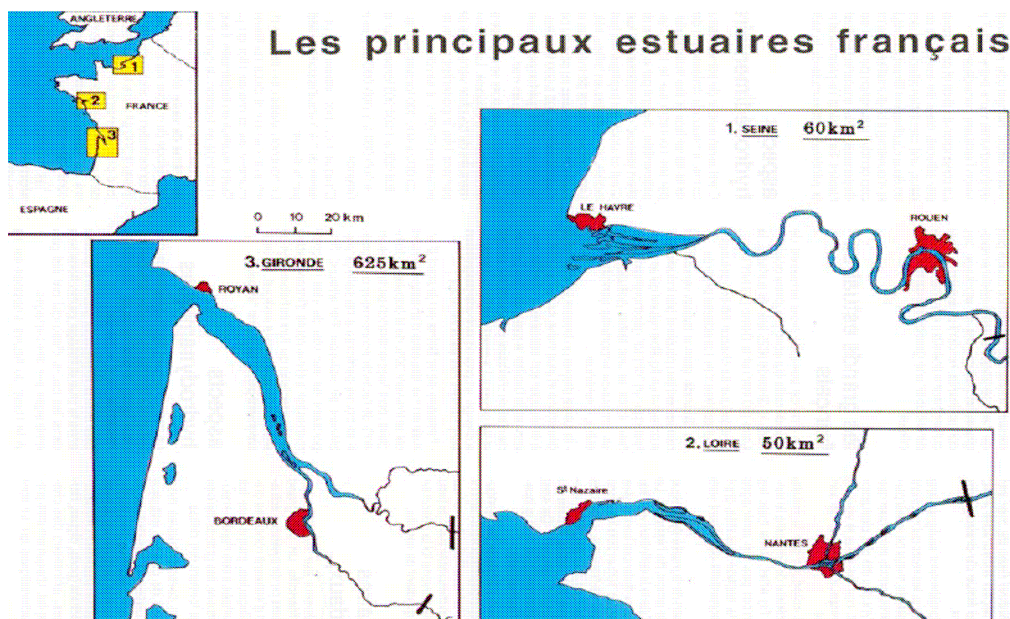 Les principaux estuaires français
ANGLETERRE
1
2
FRANCE
3
ESPAGNE
0 10 20 km
1. SEINE 60km²
LE HAVRE
ROUEN
3. GIRONDE 625km²
ROYAN
BORDEAUX
2. LOIRE 50km²
Sᵗ Nazaire
NANTES